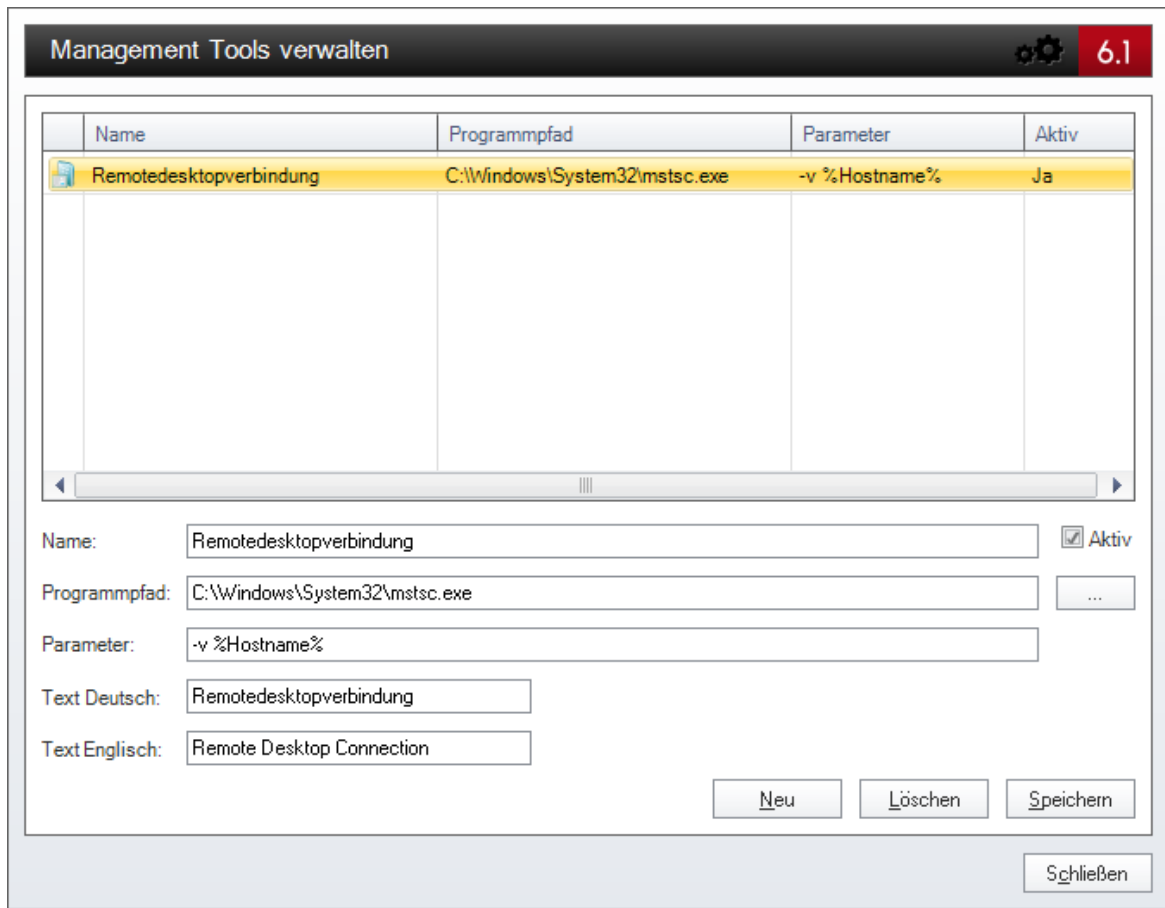 Management Tools verwalten 6.1
Name Programmpfad Parameter Aktiv
Remotedesktopverbindung C:\Windows\System32\mstsc.exe -v %Hostname% Ja
Name: Remotedesktopverbindung Aktiv
Programmpfad: C:\Windows\System32\mstsc.exe ...
Parameter: -v %Hostname%
Text Deutsch: Remotedesktopverbindung
Text Englisch: Remote Desktop Connection
Neu Löschen Speichern
Schließen